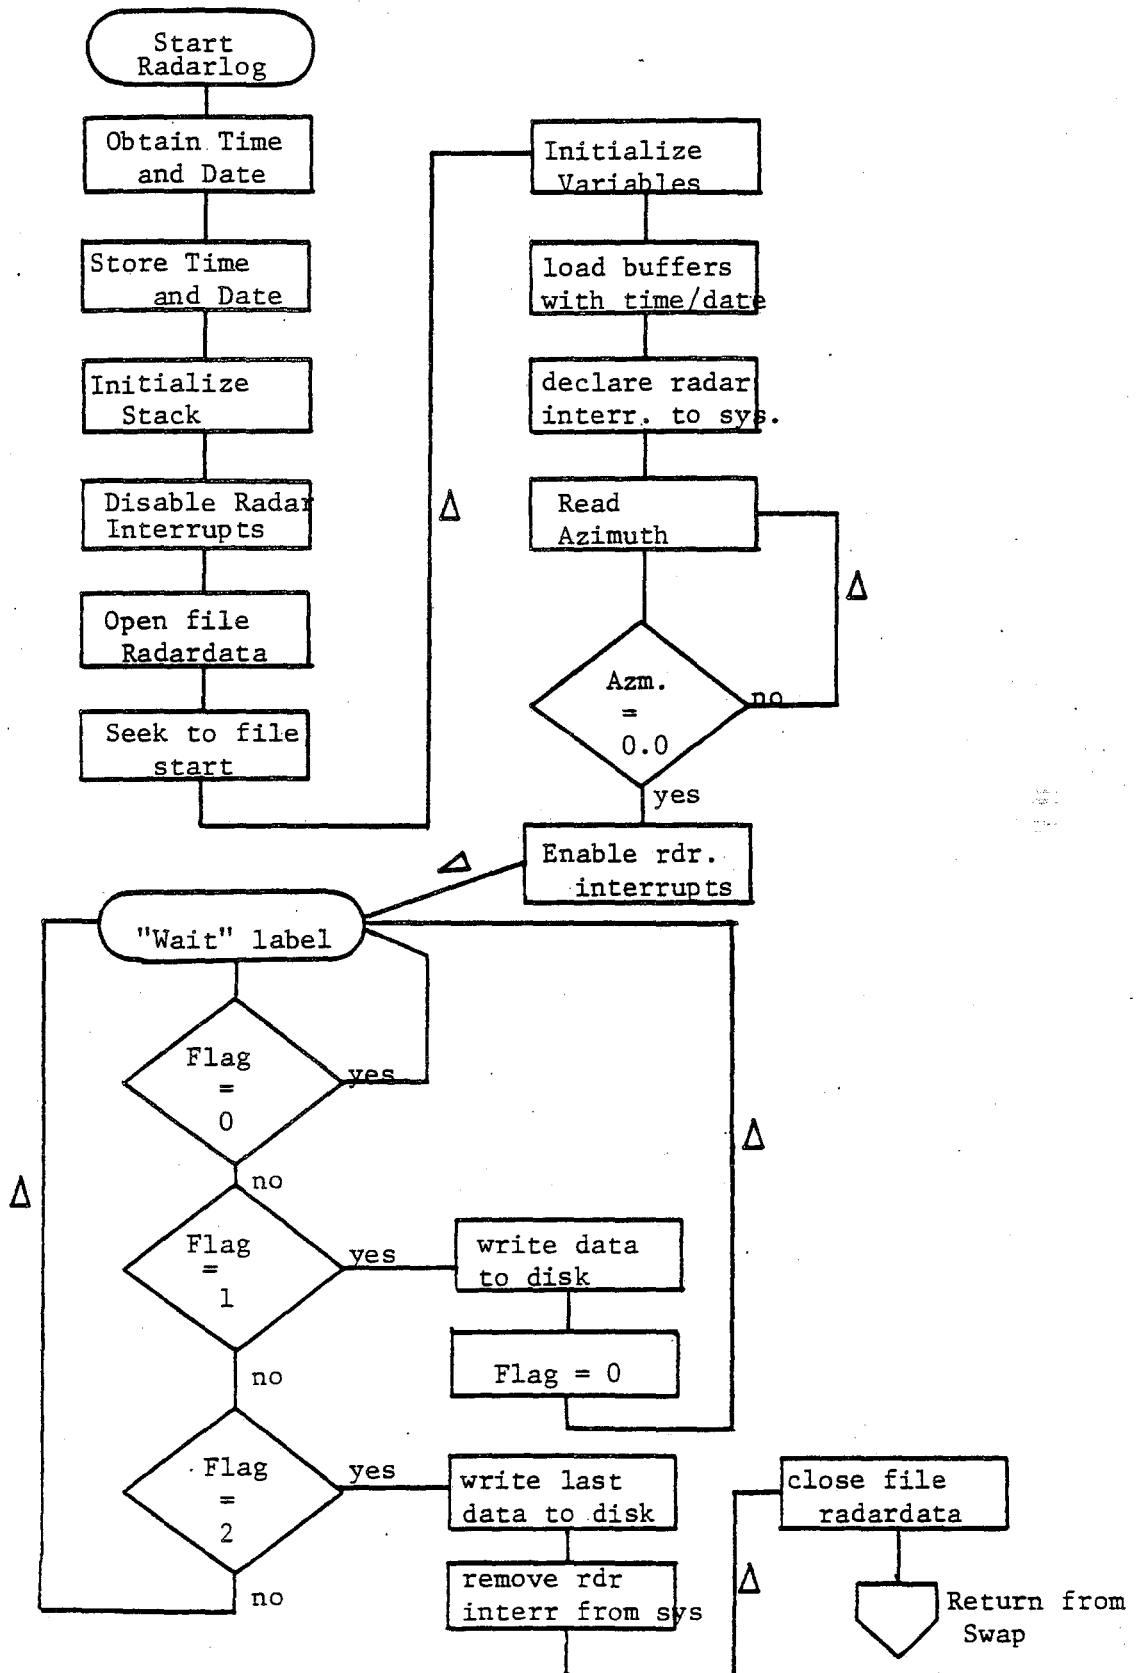 Start
Radarlog
Obtain Time
and Date
Store Time
and Date
Initialize
Stack
Disable Radar
Interrupts
Open file
Radardata
Seek to file
start
Initialize
Variables
load buffers
with time/date
declare radar
interr. to sys.
Read
Azimuth
Azm.
=
0.0
no
yes
Enable rdr.
interrupts
"Wait" label
Flag
=
0
yes
no
Flag
=
1
yes
write data
to disk
Flag = 0
no
Flag
=
2
yes
write last
data to disk
no
remove rdr
interr from sys
close file
radardata
Return from
Swap